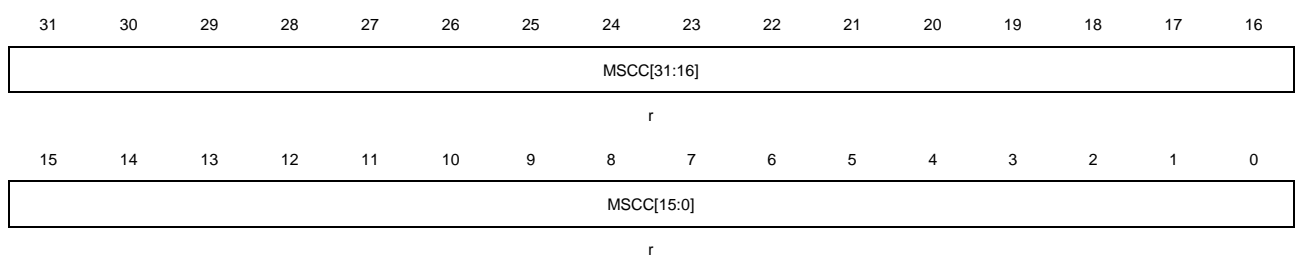 31 30 29 28 27 26 25 24 23 22 21 20 19 18 17 16
MSCC[31:16]
r
15 14 13 12 11 10 9 8 7 6 5 4 3 2 1 0
MSCC[15:0]
r